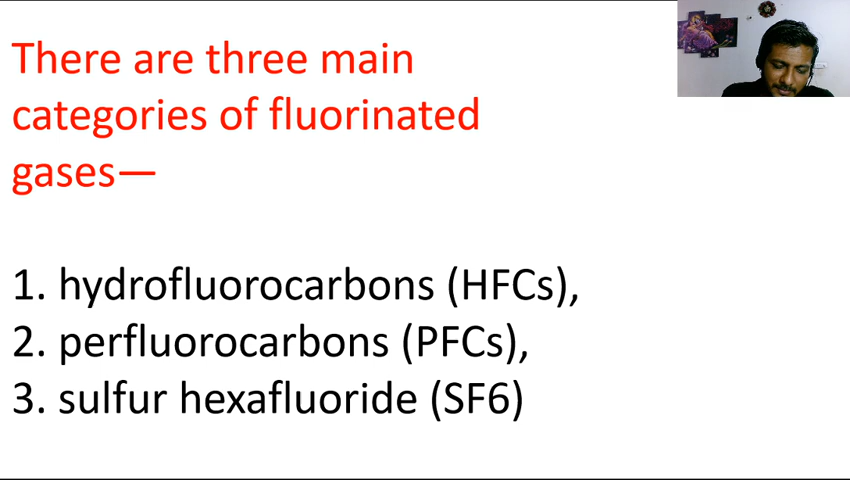 There are three main
categories of fluorinated
gases—
1. hydrofluorocarbons (HFCs),
2. perfluorocarbons (PFCs),
3. sulfur hexafluoride (SF6)